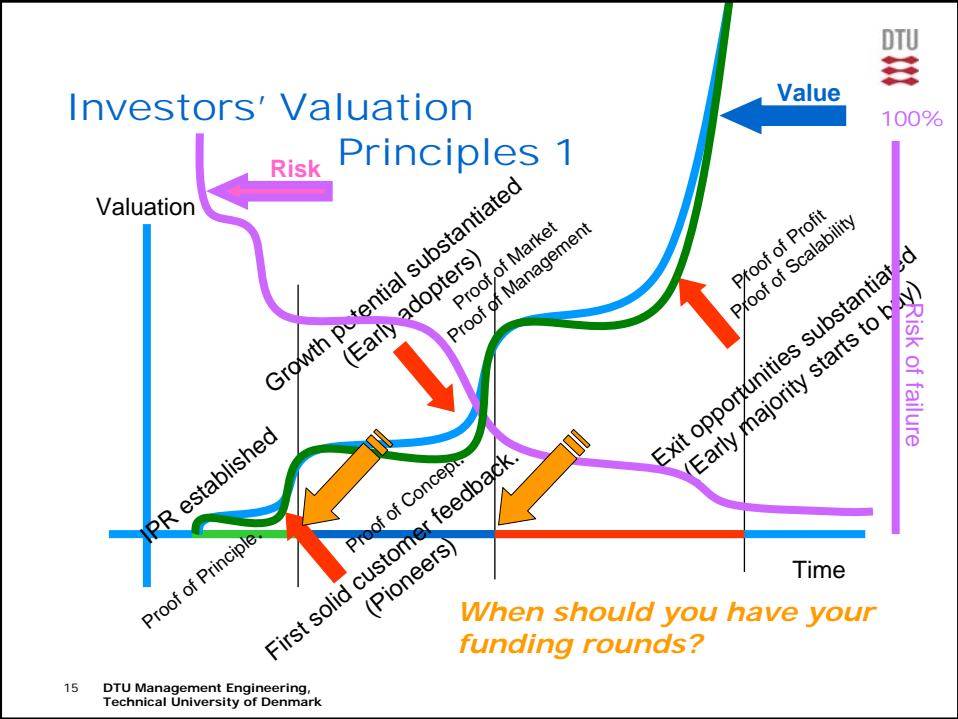 DTU
Investors' Valuation
Principles 1
Value
100%
Risk
Valuation
Growth potential substantiated
(Early adopters)
Proof of Market
Proof of Management
Proof of Profit
Proof of Scalability
Exit opportunities substantiated
(Early majority starts to buy)
Risk of failure
IPR established
Proof of Principle.
Proof of Concept.
First solid customer feedback.
(Pioneers)
Time
When should you have your
funding rounds?
15 DTU Management Engineering,
Technical University of Denmark